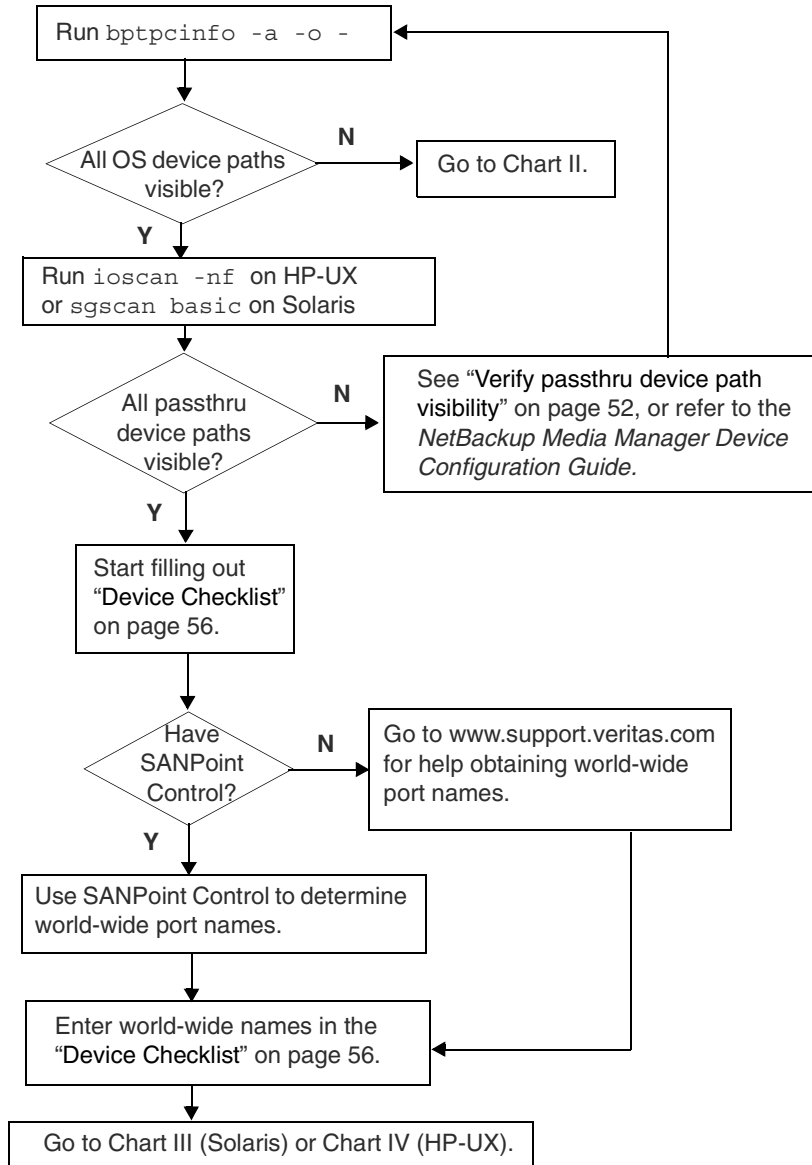 Run bptpcinfo -a -o -
All OS device paths
visible?
N
Go to Chart II.
Y
Run ioscan -nf on HP-UX
or sgscan basic on Solaris
All passthru
device paths
visible?
N
See “Verify passthru device path
visibility” on page 52, or refer to the
NetBackup Media Manager Device
Configuration Guide.
Y
Start filling out
“Device Checklist”
on page 56.
Have
SANPoint
Control?
N
Go to www.support.veritas.com
for help obtaining world-wide
port names.
Y
Use SANPoint Control to determine
world-wide port names.
Enter world-wide names in the
“Device Checklist” on page 56.
Go to Chart III (Solaris) or Chart IV (HP-UX).